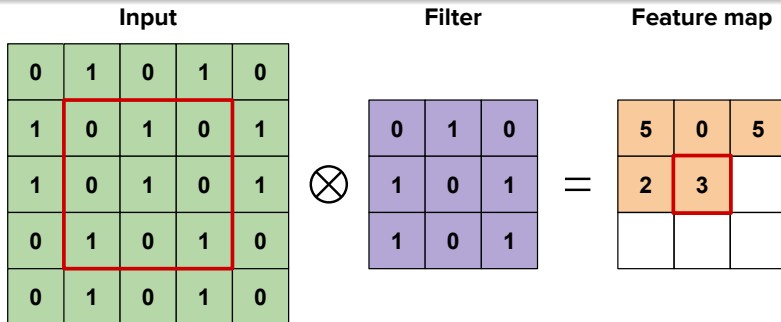 Input Filter Feature map
0 1 0 1 0
1 0 1 0 1 0 1 0 5 0 5
1 0 1 0 1 ⊗ 1 0 1 = 2 3
0 1 0 1 0 1 0 1
0 1 0 1 0